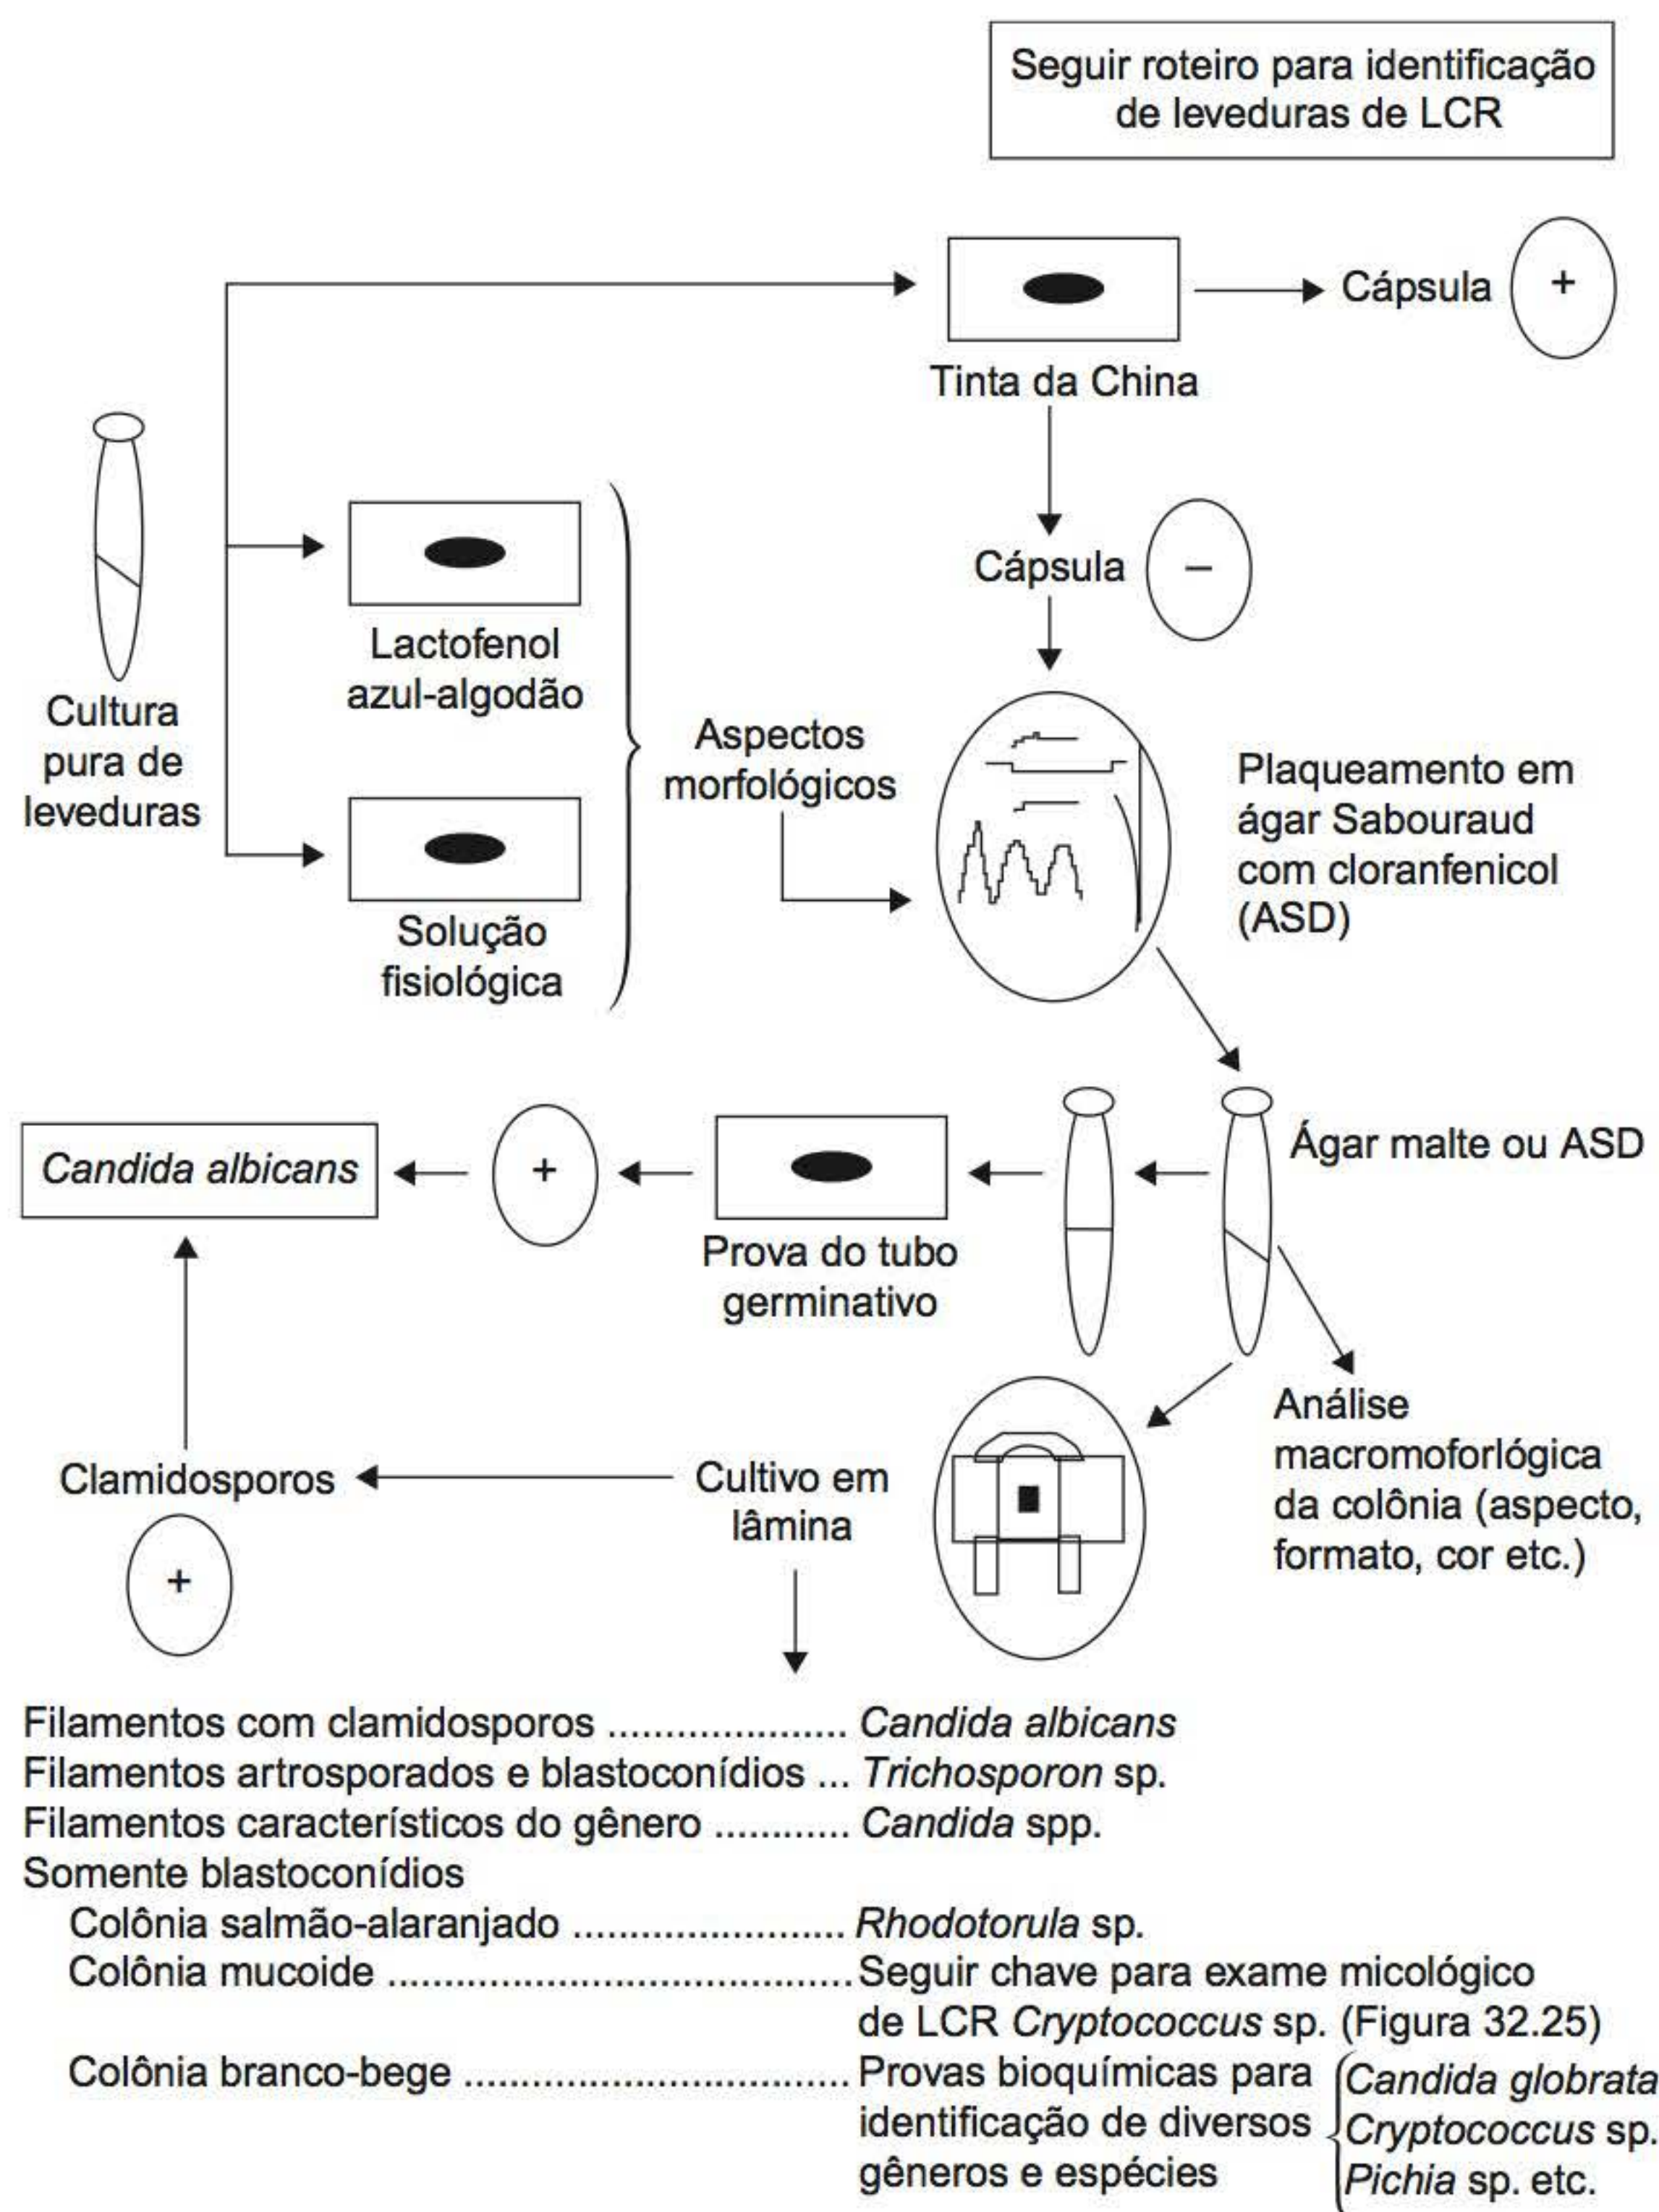 Seguir roteiro para identificação
de leveduras de LCR
Cápsula +
Tinta da China
Cápsula –
Lactofenol
azul-algodão
Cultura
pura de
leveduras
Aspectos
morfológicos
Plaqueamento em
ágar Sabouraud
com cloranfenicol
(ASD)
Solução
fisiológica
Ágar malte ou ASD
Candida albicans
+
Prova do tubo
germinativo
Análise
macromoforlógica
da colônia (aspecto,
formato, cor etc.)
Clamidosporos
+
Cultivo em
lâmina
Filamentos com clamidosporos ..................... Candida albicans
Filamentos artrosporados e blastoconídios ... Trichosporon sp.
Filamentos característicos do gênero ............ Candida spp.
Somente blastoconídios
Colônia salmão-alaranjado ........................ Rhodotorula sp.
Colônia mucoide ......................................... Seguir chave para exame micológico
de LCR Cryptococcus sp. (Figura 32.25)
Colônia branco-bege .................................. Provas bioquímicas para Candida globrata
identificação de diversos Cryptococcus sp.
gêneros e espécies Pichia sp. etc.